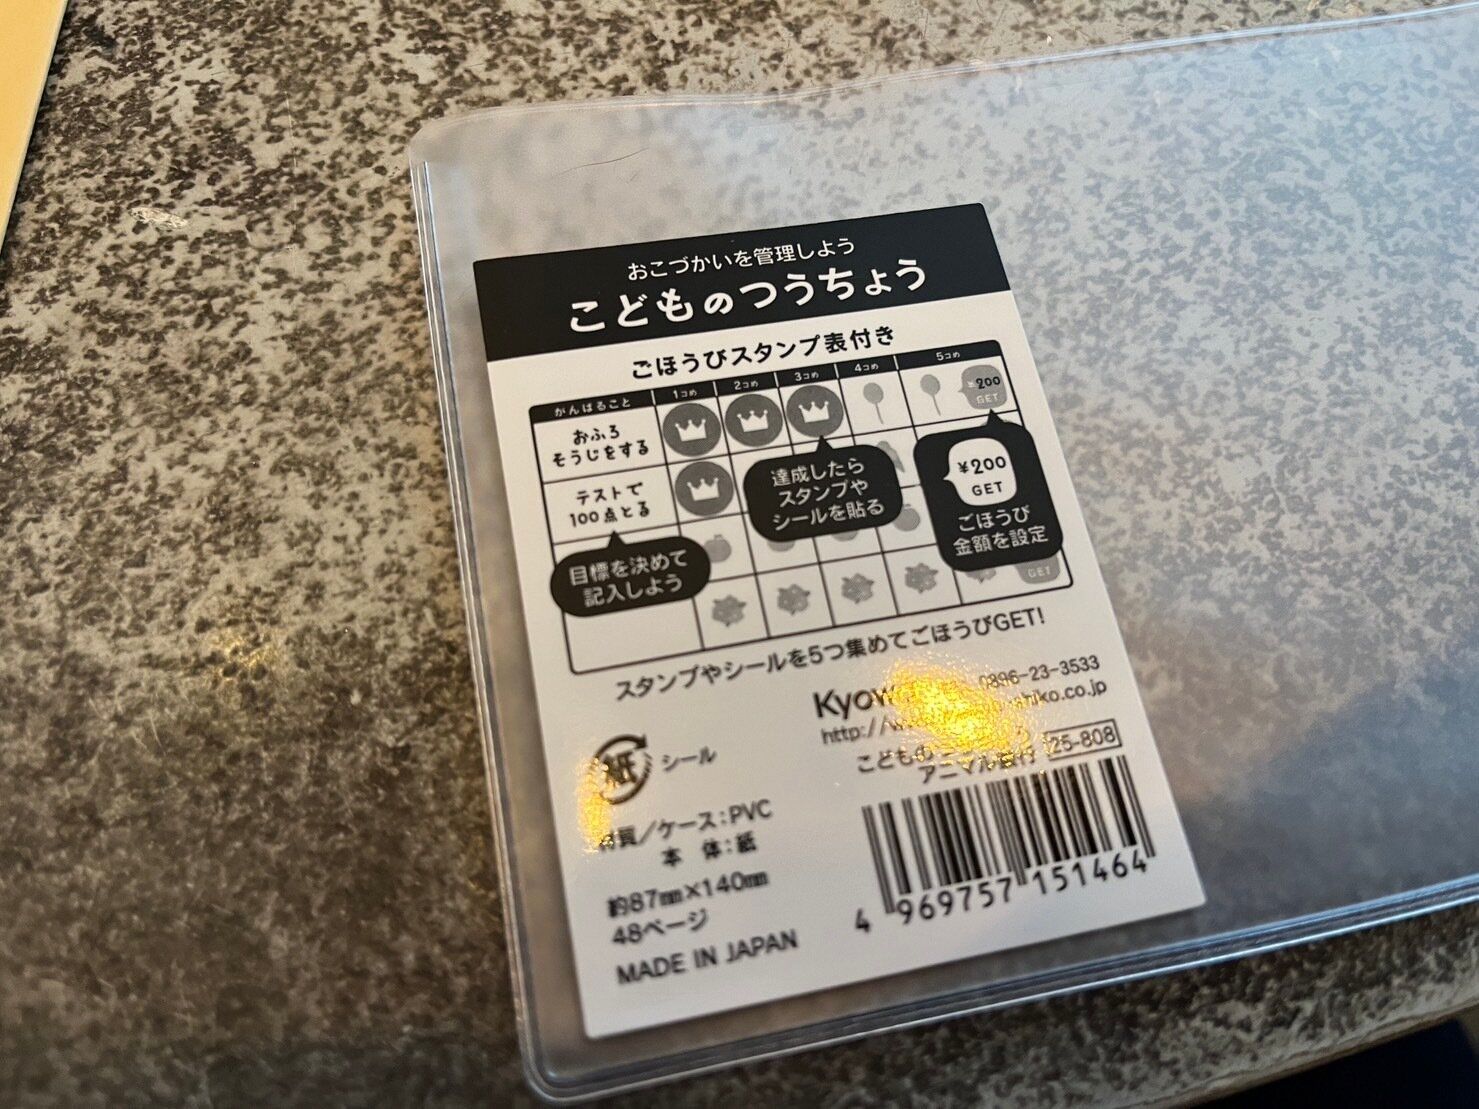 おこづかいを管理しよう
こどものつうちょう
ごほうびスタンプ表付き
がんばること 1コめ 2コめ 3コめ 4コめ 5コめ
おふろ
そうじをする
¥200
GET
テストで
100点とる
達成したら
スタンプや
シールを貼る
¥200
GET
ごほうび
金額を設定
目標を決めて
記入しよう
GET
スタンプやシールを5つ集めてごほうびGET!
0896-23-3533
http://
紙 シール
こどもの
アニマル 25-808
ケース:PVC
本 体:紙
約87mm×140mm
48ページ
MADE IN JAPAN
4 969757 151464